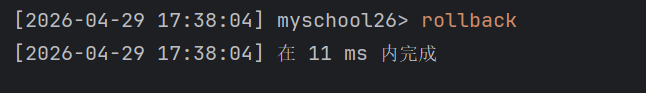 [2026-04-29 17:38:04] myschool26> rollback
[2026-04-29 17:38:04] 在 11 ms 内完成